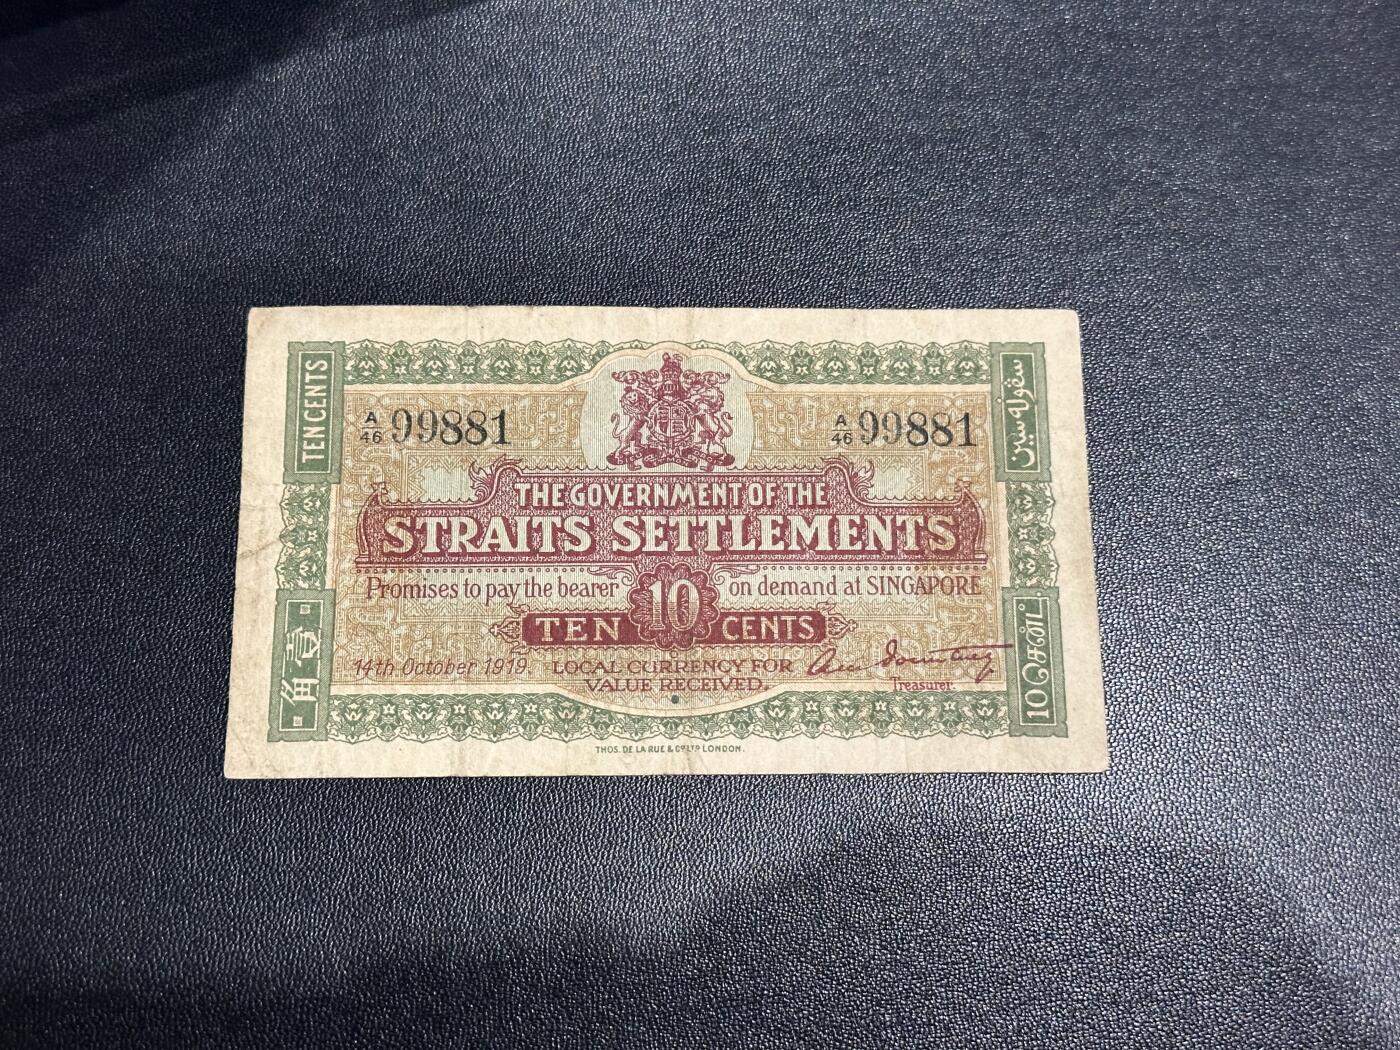 TEN CENTS
سڤوله سين
A/46 99881
A/46 99881
THE GOVERNMENT OF THE
STRAITS SETTLEMENTS
Promises to pay the bearer 10 on demand at SINGAPORE
TEN CENTS
14th October 1919
LOCAL CURRENCY FOR
VALUE RECEIVED.
Treasurer.
壹角
THOS. DE LA RUE & CO LTD LONDON.